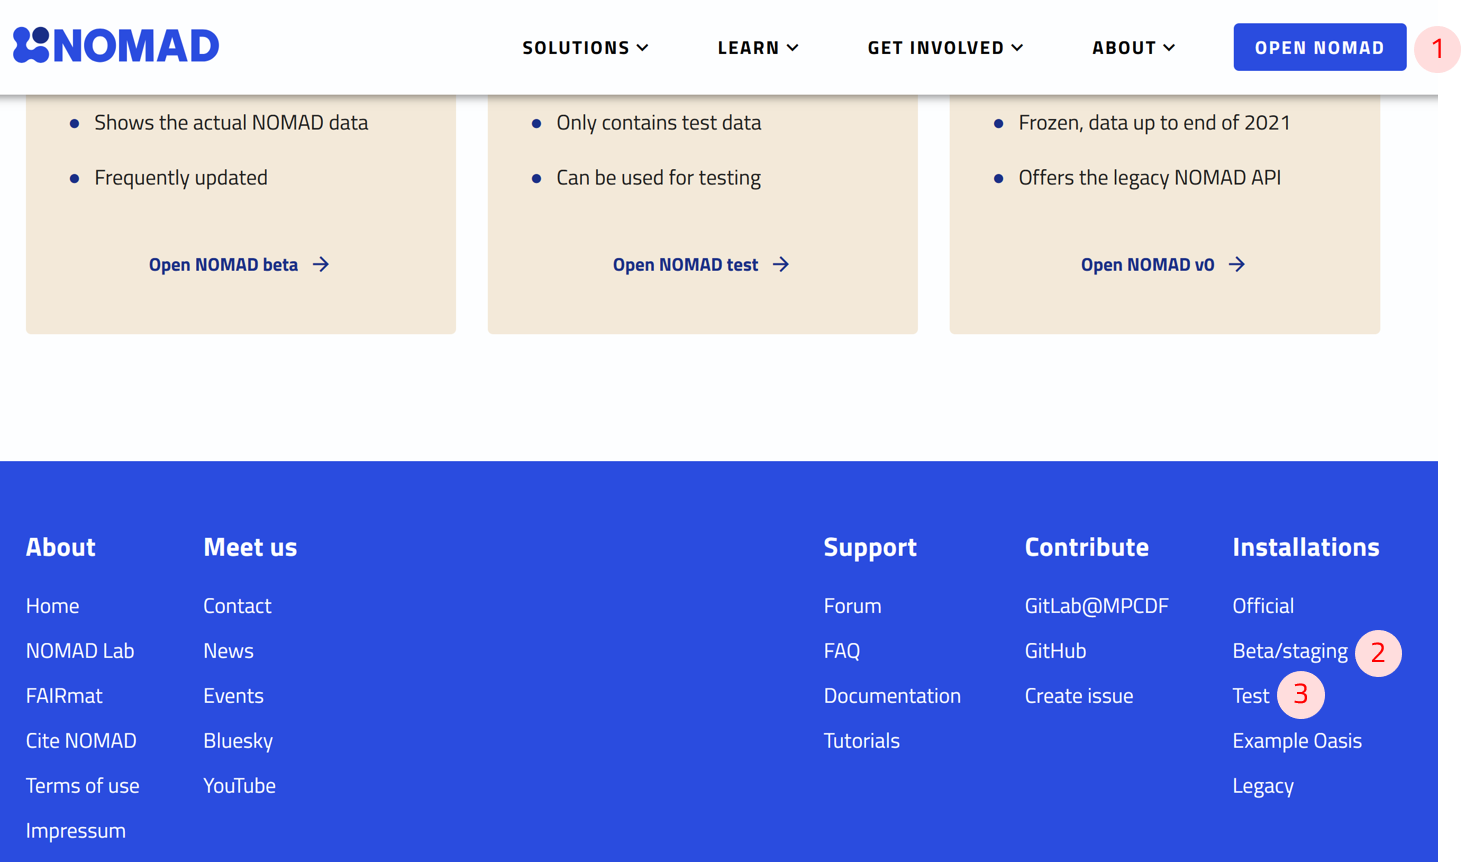 NOMAD
SOLUTIONS
LEARN
GET INVOLVED
ABOUT
OPEN NOMAD
1
Shows the actual NOMAD data
Frequently updated
Open NOMAD beta
Only contains test data
Can be used for testing
Open NOMAD test
Frozen, data up to end of 2021
Offers the legacy NOMAD API
Open NOMAD v0
About
Home
NOMAD Lab
FAIRmat
Cite NOMAD
Terms of use
Impressum
Meet us
Contact
News
Events
Bluesky
YouTube
Support
Forum
FAQ
Documentation
Tutorials
Contribute
GitLab@MPCDF
GitHub
Create issue
Installations
Official
Beta/staging 2
Test 3
Example Oasis
Legacy